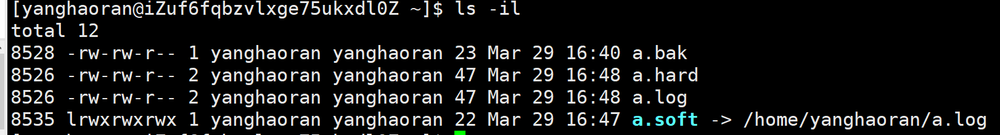 [yanghaoran@iZuf6fqbzvlxge75ukxdl0Z ~]$ ls -il
total 12
8528 -rw-rw-r-- 1 yanghaoran yanghaoran 23 Mar 29 16:40 a.bak
8526 -rw-rw-r-- 2 yanghaoran yanghaoran 47 Mar 29 16:48 a.hard
8526 -rw-rw-r-- 2 yanghaoran yanghaoran 47 Mar 29 16:48 a.log
8535 lrwxrwxrwx 1 yanghaoran yanghaoran 22 Mar 29 16:47 a.soft -> /home/yanghaoran/a.log